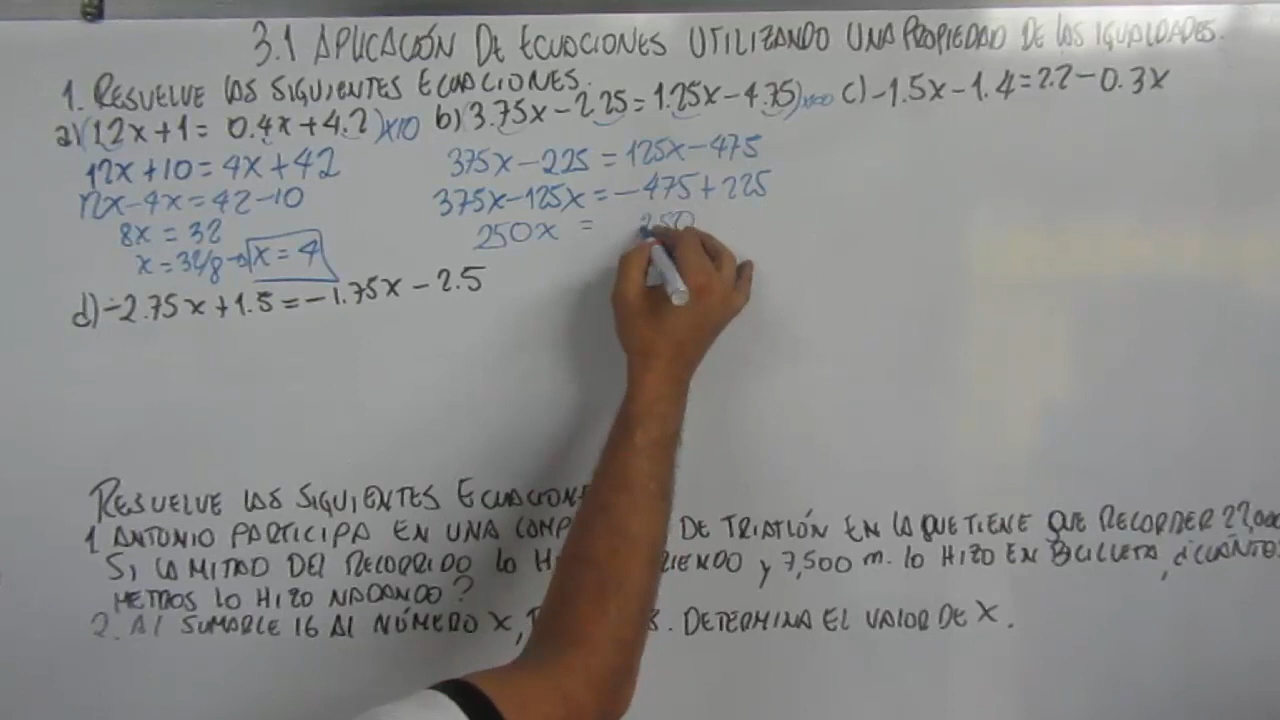 3.1 APLICACIÓN DE ECUACIONES UTILIZANDO UNA PROPIEDAD DE LAS IGUALDADES.
1. RESUELVE LAS SIGUIENTES ECUACIONES.
a) (1.2x+1= 0.4x+4.2)x10
12x+10=4x+42
12x-4x=42-10
8x = 32
x=32/8→ x=4
b) 3.75x-2.25=1.25x-4.75)x100
375x-225=125x-475
375x-125x=-475+225
250x = 250
c) -1.5x-1.4=2.2-0.3x
d) -2.75x+1.5=-1.75x-2.5
RESUELVE LAS SIGUIENTES ECUACIONE
1 ANTONIO PARTICIPA EN UNA COMP DE TRIATLÓN EN LA QUE TIENE QUE RECORRER
SI LA MITAD DEL RECORRIDO LO H RIENDO y 7,500 m. LO HIZO EN BICICLETA, ¿CUÁNTO
METROS LO HIZO NADANDO?
2. AL SUMARLE 16 AL NÚMERO X, DETERMINA EL VALOR DE X.